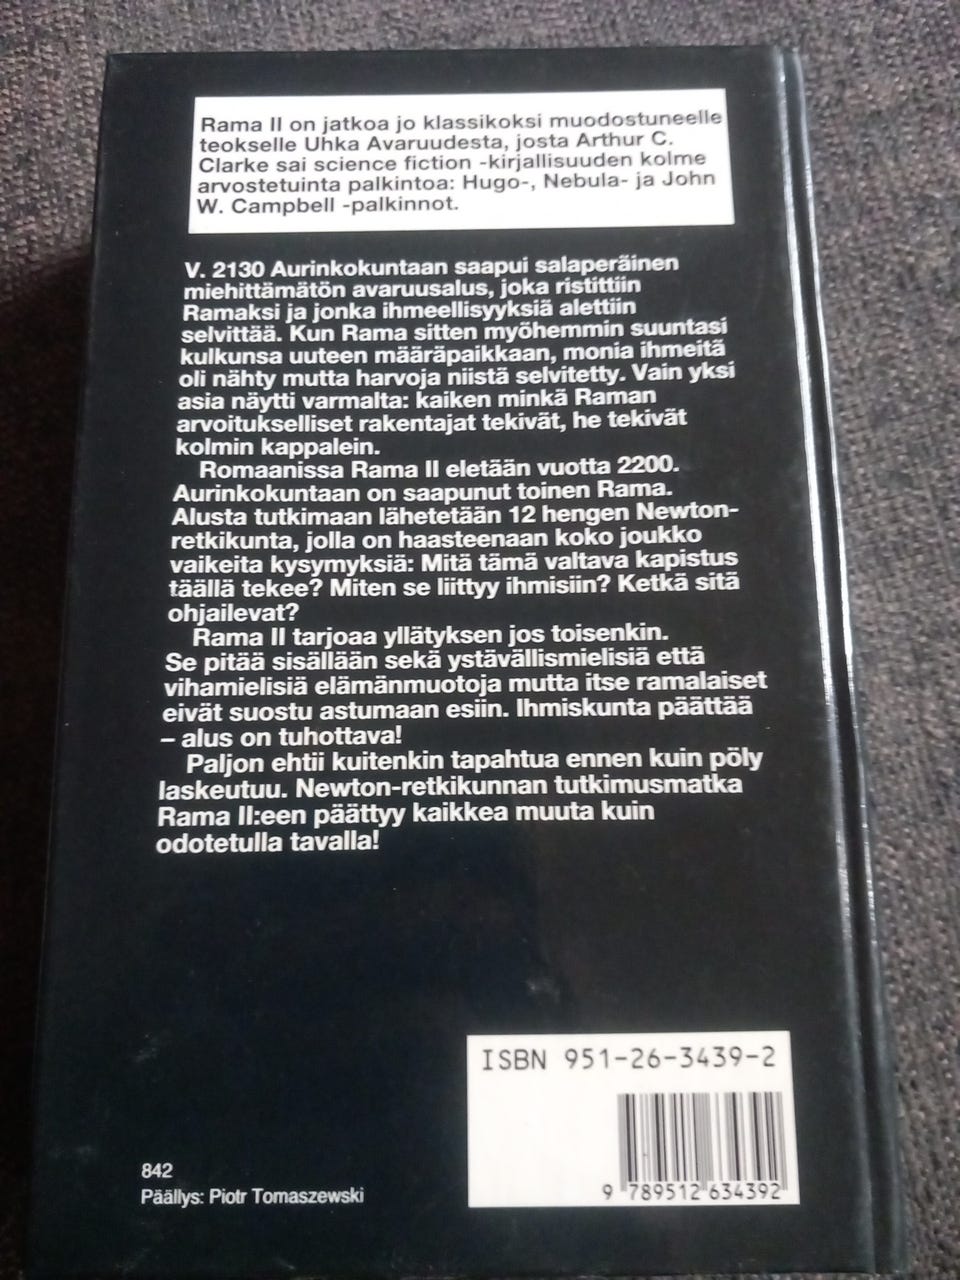 Rama II on jatkoa jo klassikoksi muodostuneelle
teokselle Uhka Avaruudesta, josta Arthur C.
Clarke sai science fiction -kirjallisuuden kolme
arvostetuinta palkintoa: Hugo-, Nebula- ja John
W. Campbell -palkinnot.
V. 2130 Aurinkokuntaan saapui salaperäinen
miehittämätön avaruusalus, joka ristittiin
Ramaksi ja jonka ihmeellisyyksiä alettiin
selvittää. Kun Rama sitten myöhemmin suuntasi
kulkunsa uuteen määräpaikkaan, monia ihmeitä
oli nähty mutta harvoja niistä selvitetty. Vain yksi
asia näytti varmalta: kaiken minkä Raman
arvoitukselliset rakentajat tekivät, he tekivät
kolmin kappalein.
Romaanissa Rama II eletään vuotta 2200.
Aurinkokuntaan on saapunut toinen Rama.
Alusta tutkimaan lähetetään 12 hengen Newton-
retkikunta, jolla on haasteenaan koko joukko
vaikeita kysymyksiä: Mitä tämä valtava kapistus
täällä tekee? Miten se liittyy ihmisiin? Ketkä sitä
ohjailevat?
Rama II tarjoaa yllätyksen jos toisenkin.
Se pitää sisällään sekä ystävällismielisiä että
vihamielisiä elämänmuotoja mutta itse ramalaiset
eivät suostu astumaan esiin. Ihmiskunta päättää
– alus on tuhottava!
Paljon ehtii kuitenkin tapahtua ennen kuin pöly
laskeutuu. Newton-retkikunnan tutkimusmatka
Rama II:een päättyy kaikkea muuta kuin
odotetulla tavalla!
ISBN 951-26-3439-2
9 789512 634392
842
Päällys: Piotr Tomaszewski